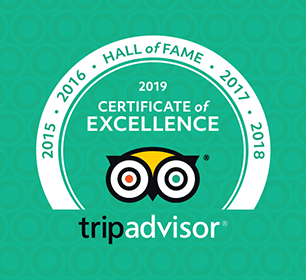 2015 • 2016 • HALL of FAME • 2017 • 2018
2019
CERTIFICATE of
EXCELLENCE
®
tripadvisor®